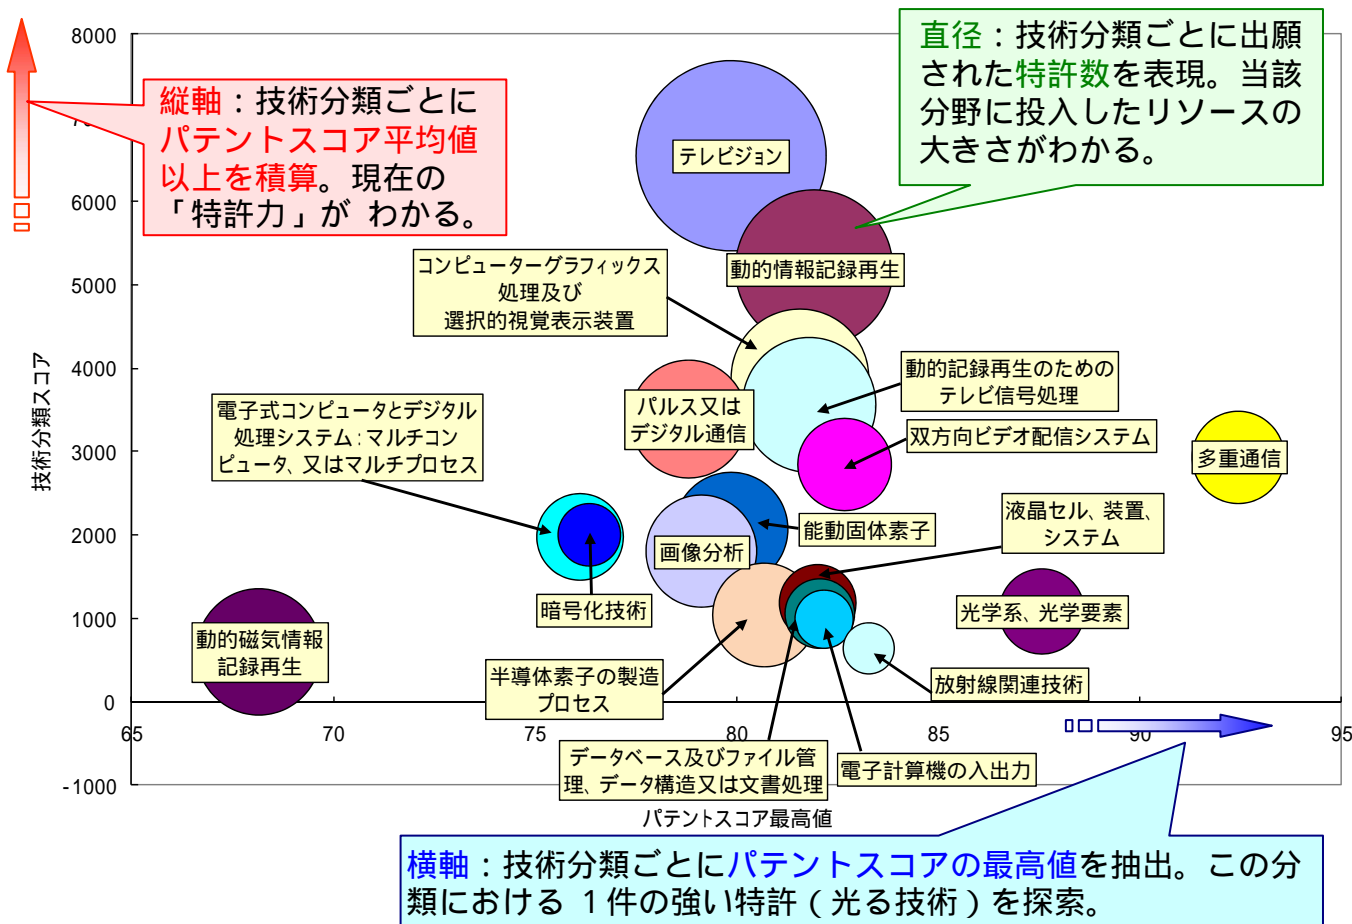 直径：技術分類ごとに出願
された特許数を表現。当該
分野に投入したリソースの
大きさがわかる。
縦軸：技術分類ごとに
パテントスコア平均値
以上を積算。現在の
「特許力」が わかる。
8000
6000
5000
4000
3000
2000
1000
0
-1000
技術分類スコア
テレビジョン
動的情報記録再生
コンピューターグラフィックス
処理及び
選択的視覚表示装置
動的記録再生のための
テレビ信号処理
パルス又は
デジタル通信
電子式コンピュータとデジタル
処理システム：マルチコン
ピュータ、又はマルチプロセス
双方向ビデオ配信システム
多重通信
液晶セル、装置、
システム
能動固体素子
画像分析
暗号化技術
光学系、光学要素
動的磁気情報
記録再生
半導体素子の製造
プロセス
放射線関連技術
データベース及びファイル管
理、データ構造又は文書処理
電子計算機の入出力
65
70
75
80
85
90
95
パテントスコア最高値
横軸：技術分類ごとにパテントスコアの最高値を抽出。この分
類における １件の強い特許（光る技術）を探索。